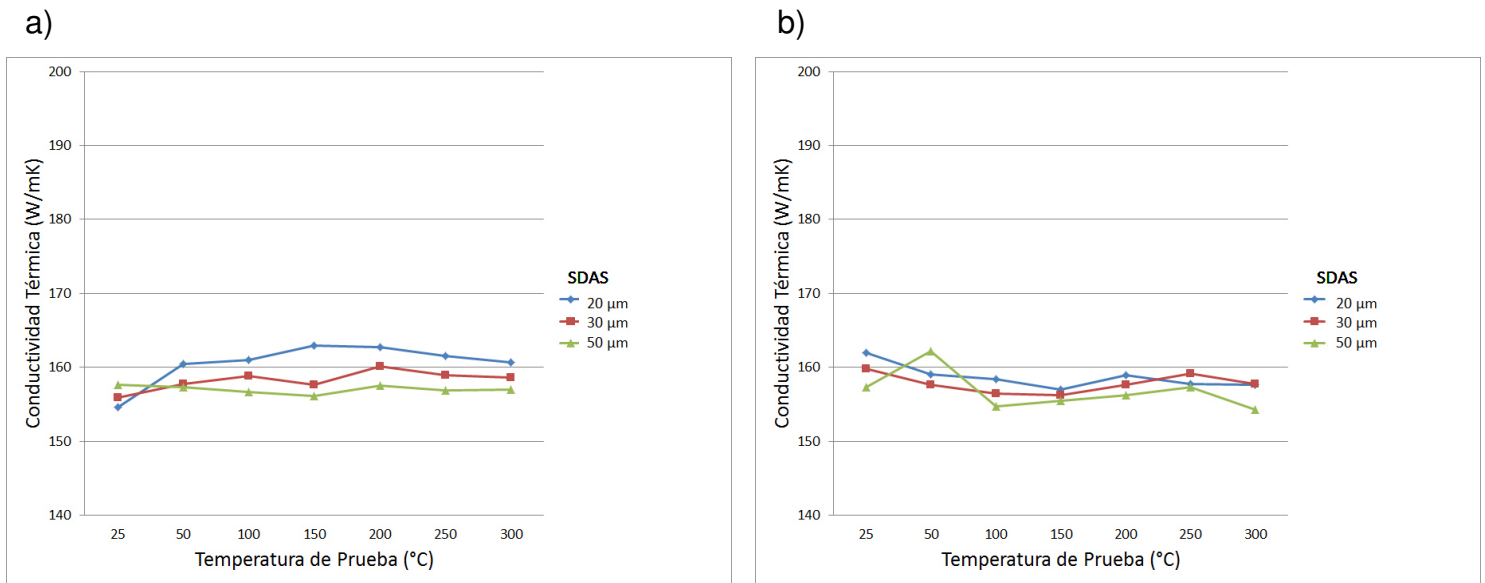 a)
200
190
180
170
160
150
140
Conductividad Térmica (W/mK)
25 50 100 150 200 250 300
Temperatura de Prueba (°C)
SDAS
20 µm
30 µm
50 µm
b)
200
190
180
170
160
150
140
Conductividad Térmica (W/mK)
25 50 100 150 200 250 300
Temperatura de Prueba (°C)
SDAS
20 µm
30 µm
50 µm